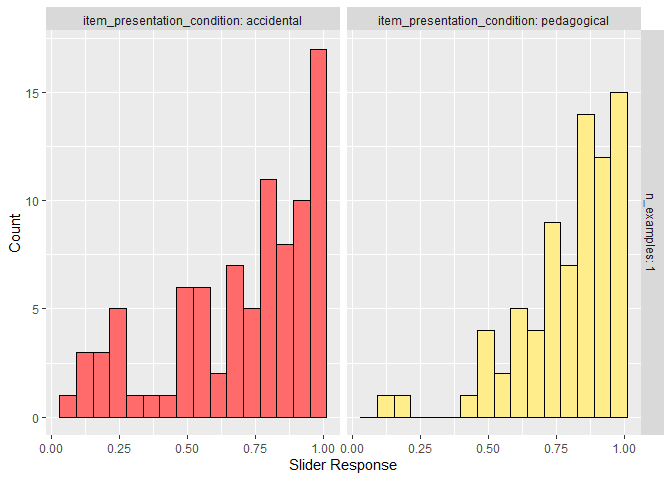 item_presentation_condition: accidental
item_presentation_condition: pedagogical
n_examples: 1
Count
15
10
5
0
0.00 0.25 0.50 0.75 1.00
0.00 0.25 0.50 0.75 1.00
Slider Response